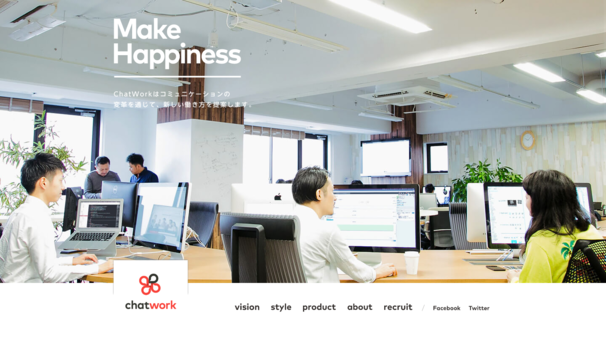 Make
Happiness
ChatWorkはコミュニケーションの
変革を通じて、新しい働き方を提案します。
chatwork
vision style product about recruit / Facebook Twitter